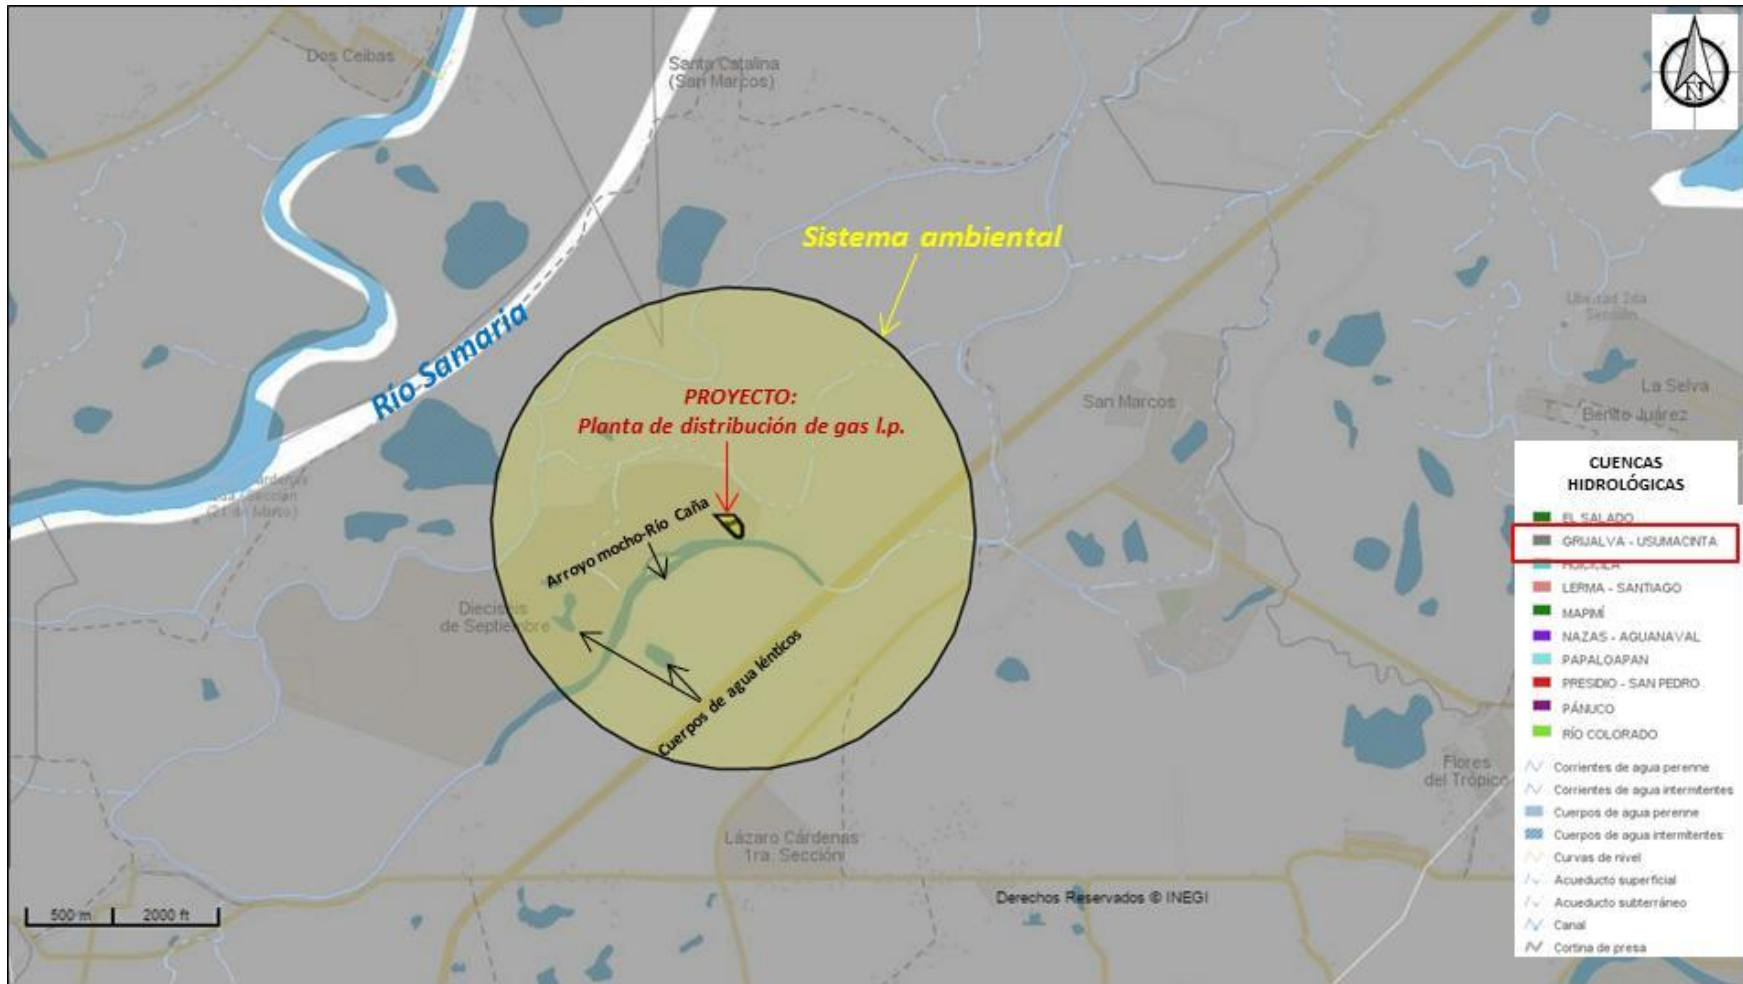 Dos Ceibas
Santa Catalina
(San Marcos)
N
Sistema ambiental
Río Samaria
PROYECTO:
Planta de distribución de gas l.p.
San Marcos
Sección
La Selva
Benito Juárez
Arroyo mocho-Río Caña
Dieciséis
de Septiembre
Cuerpos de agua lénticos
Flores
del Trópico
Lázaro Cárdenas
1ra. Sección
Derechos Reservados © INEGI
500 m
2000 ft
CUENCAS
HIDROLÓGICAS
EL SALADO
GRIJALVA - USUMACINTA
HUICICILA
LERMA - SANTIAGO
MAPIMÍ
NAZAS - AGUANAVAL
PAPALOAPAN
PRESIDIO - SAN PEDRO
PÁNUCO
RÍO COLORADO
Corrientes de agua perenne
Corrientes de agua intermitentes
Cuerpos de agua perenne
Cuerpos de agua intermitentes
Curvas de nivel
Acueducto superficial
Acueducto subterráneo
Canal
Cortina de presa